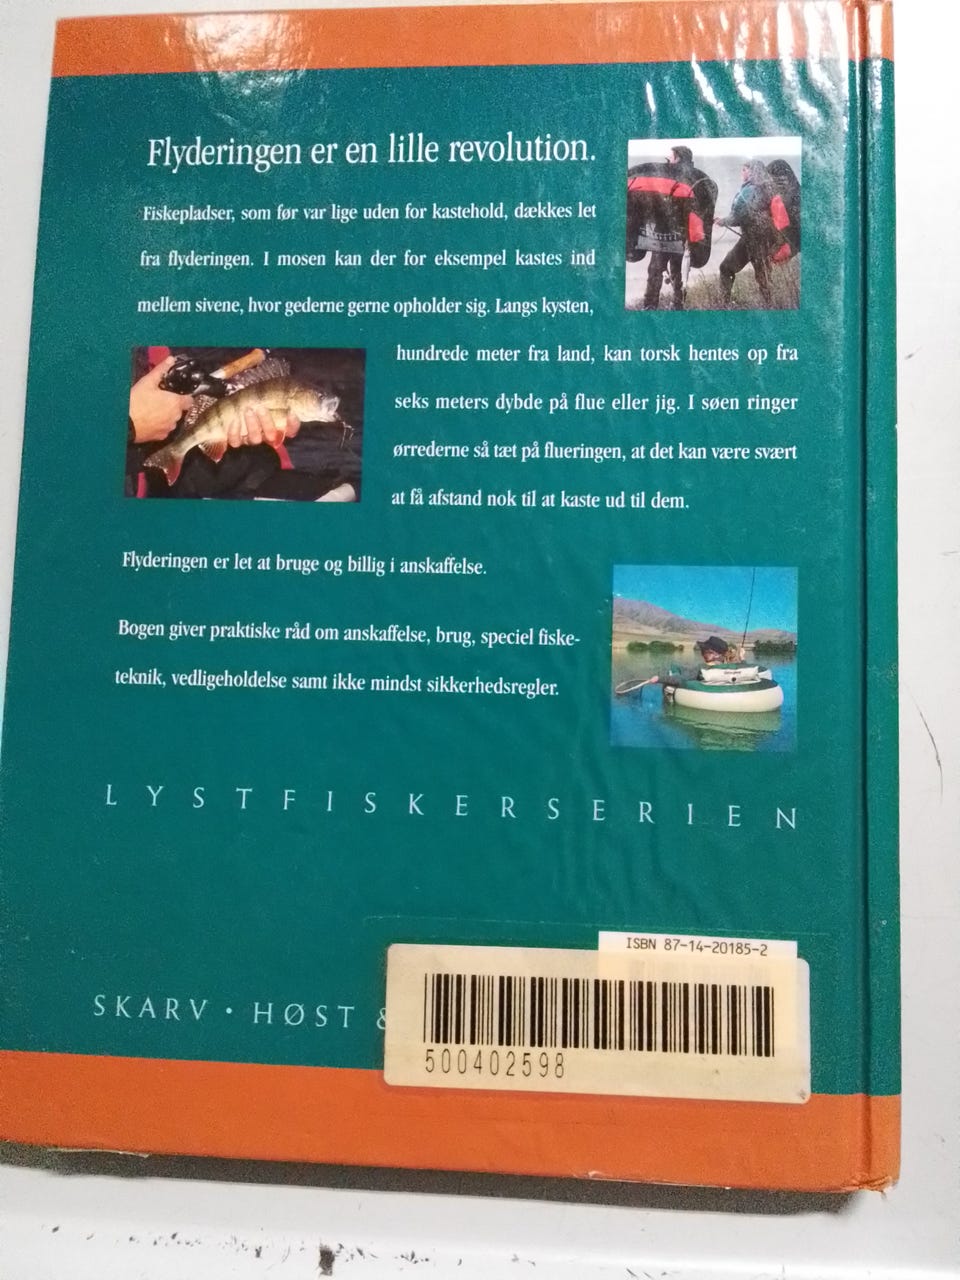 Flyderingen er en lille revolution.
Fiskepladser, som før var lige uden for kastehold, dækkes let
fra flyderingen. I mosen kan der for eksempel kastes ind
mellem sivene, hvor gederne gerne opholder sig. Langs kysten,
hundrede meter fra land, kan torsk hentes op fra
seks meters dybde på flue eller jig. I søen ringer
ørrederne så tæt på flueringen, at det kan være svært
at få afstand nok til at kaste ud til dem.
Flyderingen er let at bruge og billig i anskaffelse.
Bogen giver praktiske råd om anskaffelse, brug, speciel fiske-
teknik, vedligeholdelse samt ikke mindst sikkerhedsregler.
LYSTFISKERSERIEN
ISBN 87-14-20185-2
SKARV · HØST &
500402598